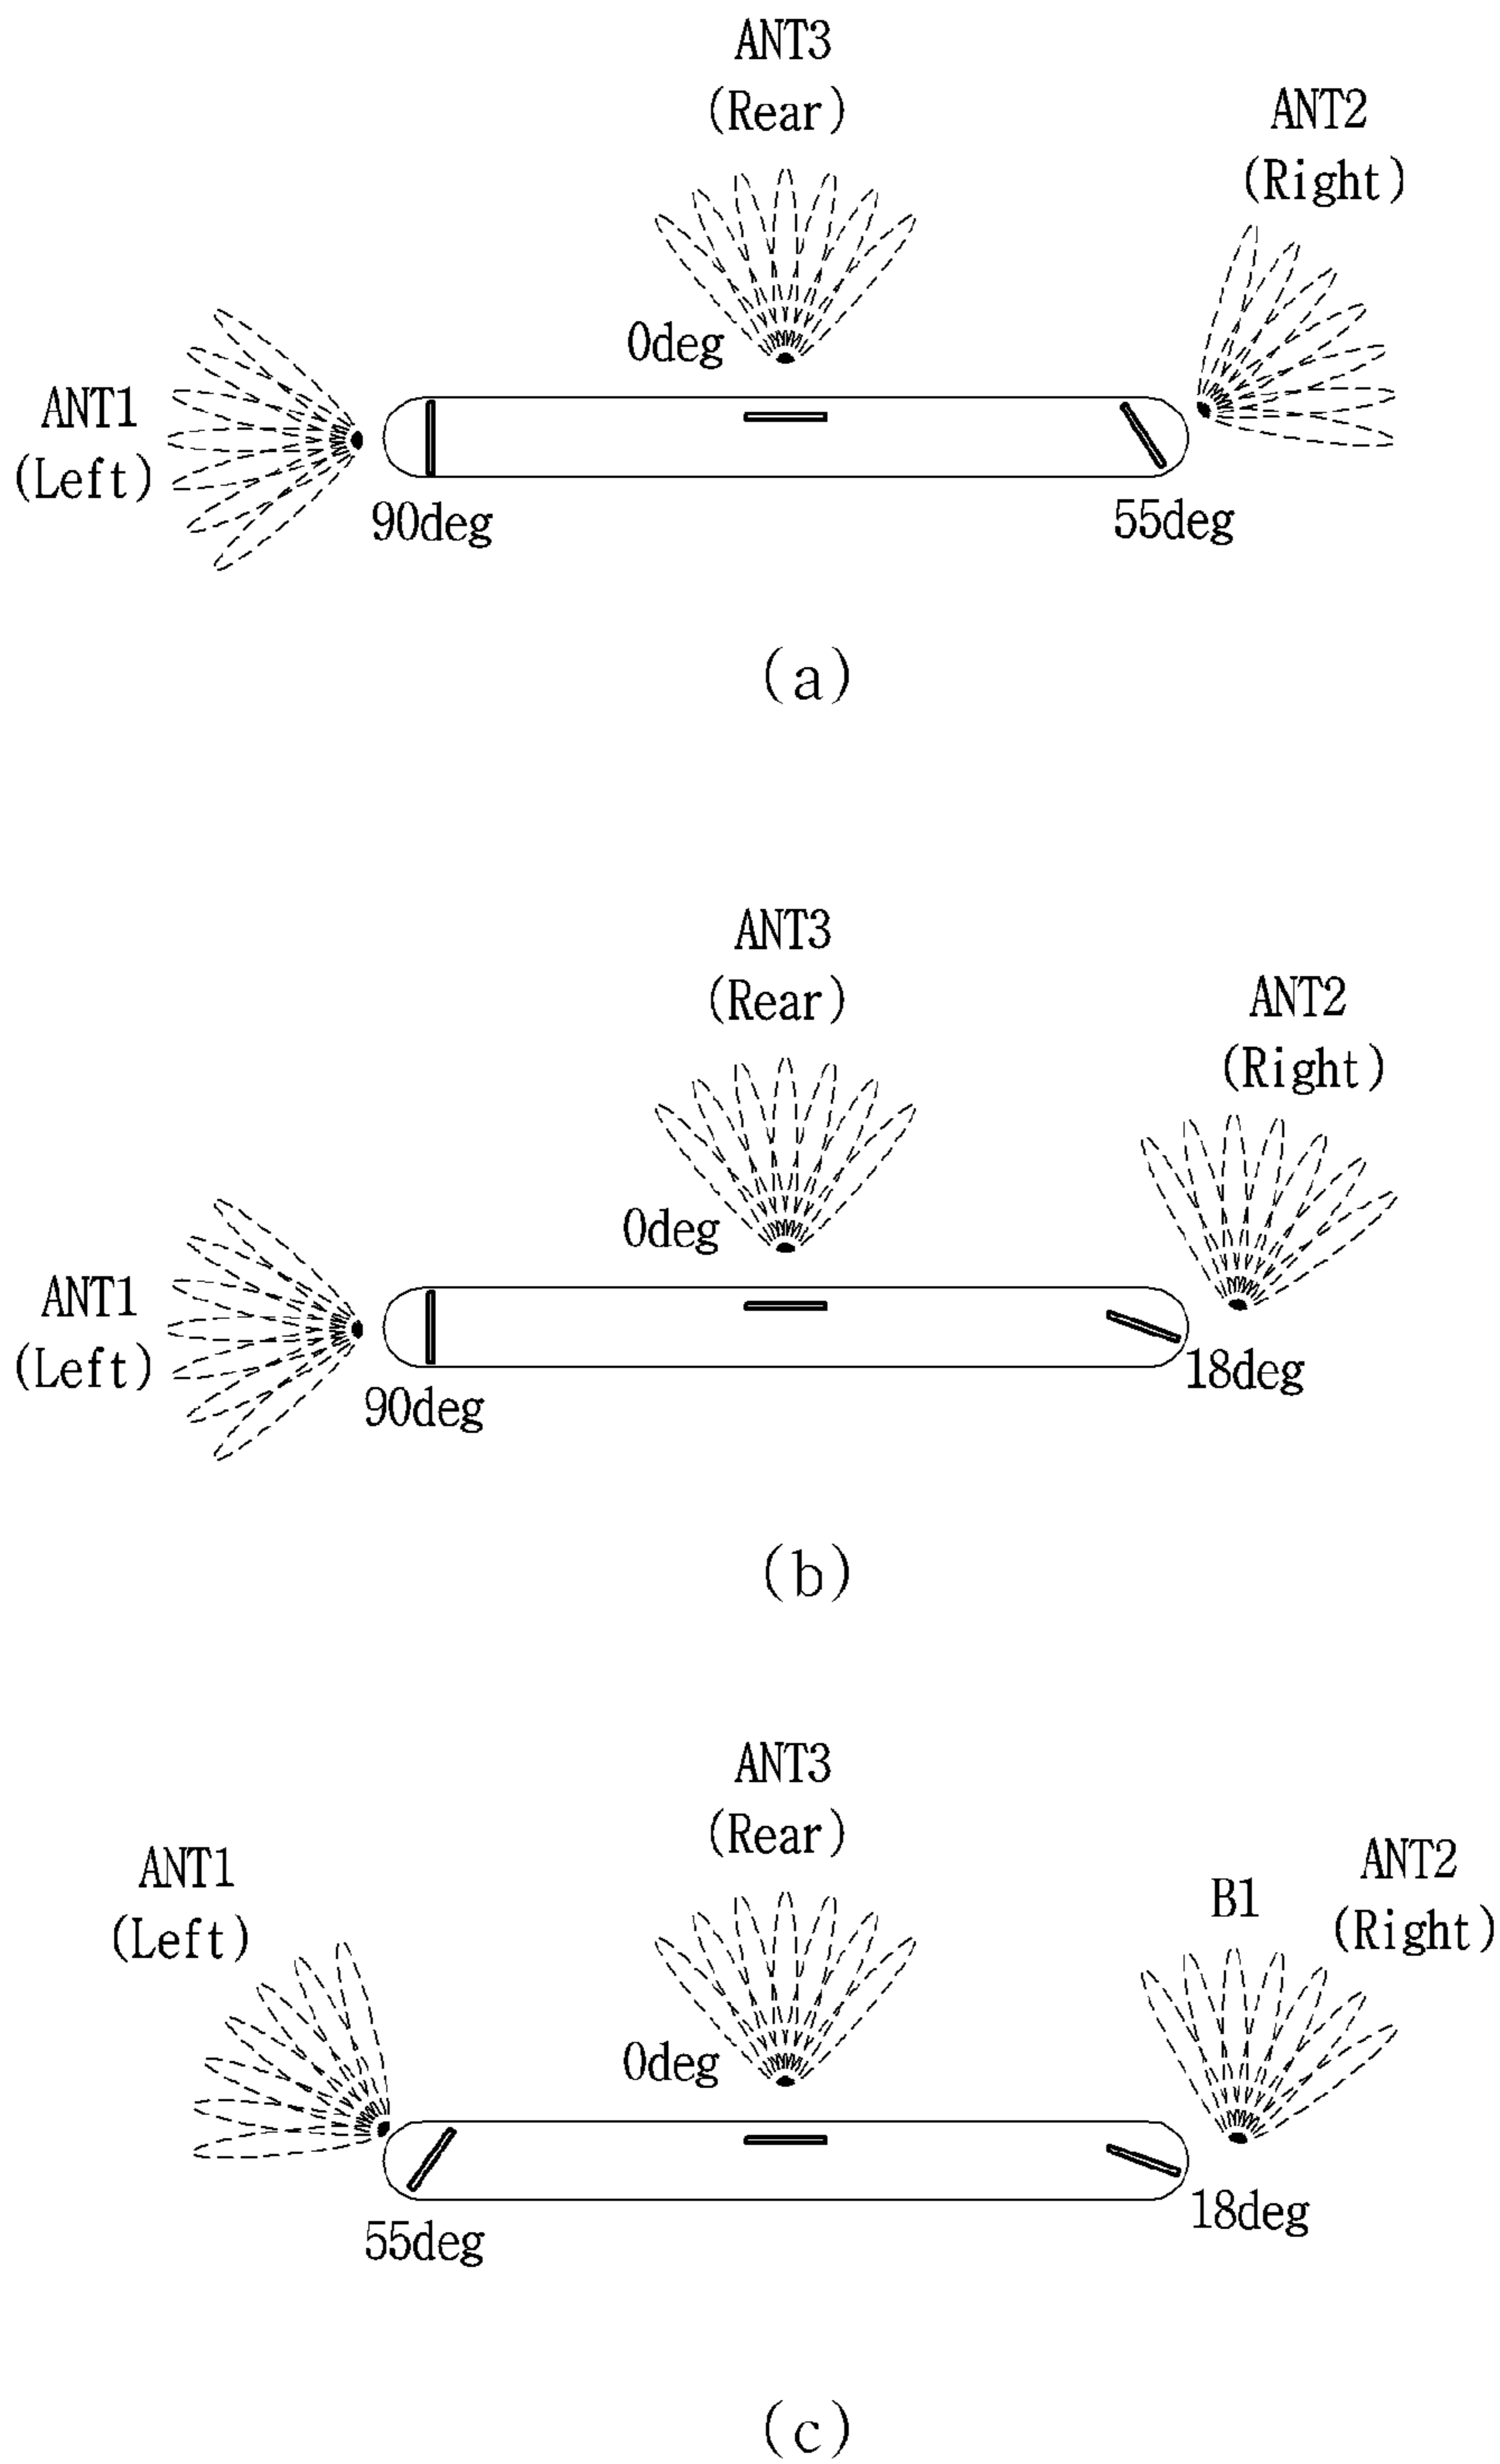 ANT3
(Rear)
ANT2
(Right)
0deg
ANT1
(Left)
90deg
55deg
(a)
ANT3
(Rear)
ANT2
(Right)
0deg
ANT1
(Left)
18deg
90deg
(b)
ANT3
(Rear)
ANT1
(Left)
B1
ANT2
(Right)
0deg
18deg
55deg
(c)